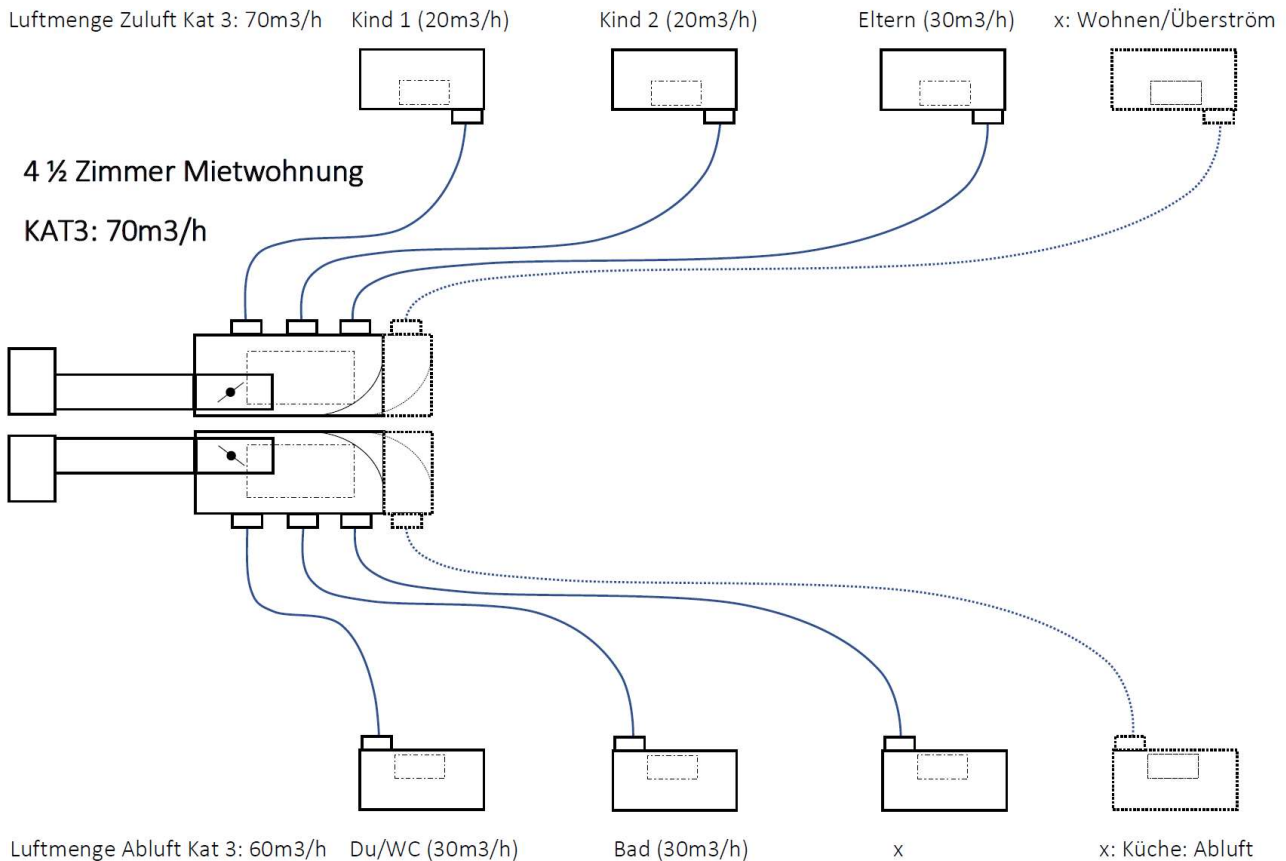 Luftmenge Zuluft Kat 3: 70m3/h Kind 1 (20m3/h) Kind 2 (20m3/h) Eltern (30m3/h) x: Wohnen/Überström
4 ½ Zimmer Mietwohnung
KAT3: 70m3/h
Luftmenge Abluft Kat 3: 60m3/h Du/WC (30m3/h) Bad (30m3/h) x x: Küche: Abluft